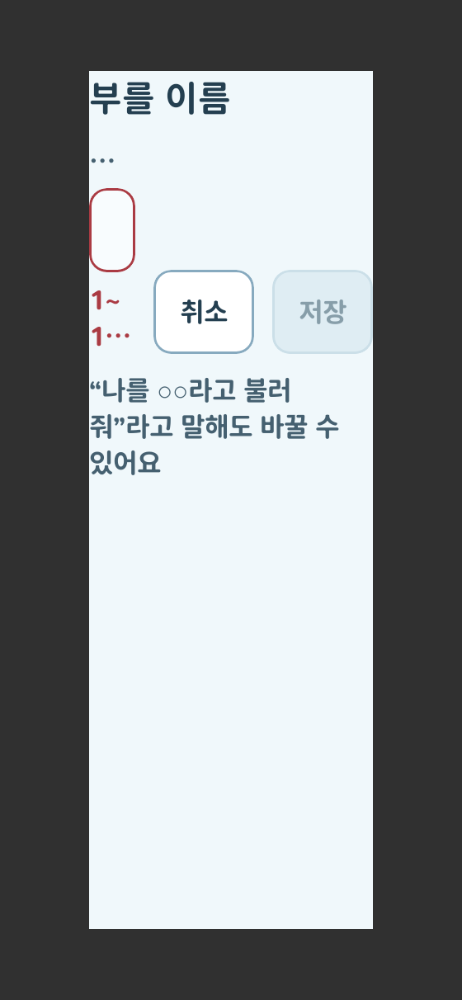 부를 이름
…
1~
1…
취소
저장
“나를 ○○라고 불러
줘”라고 말해도 바꿀 수
있어요